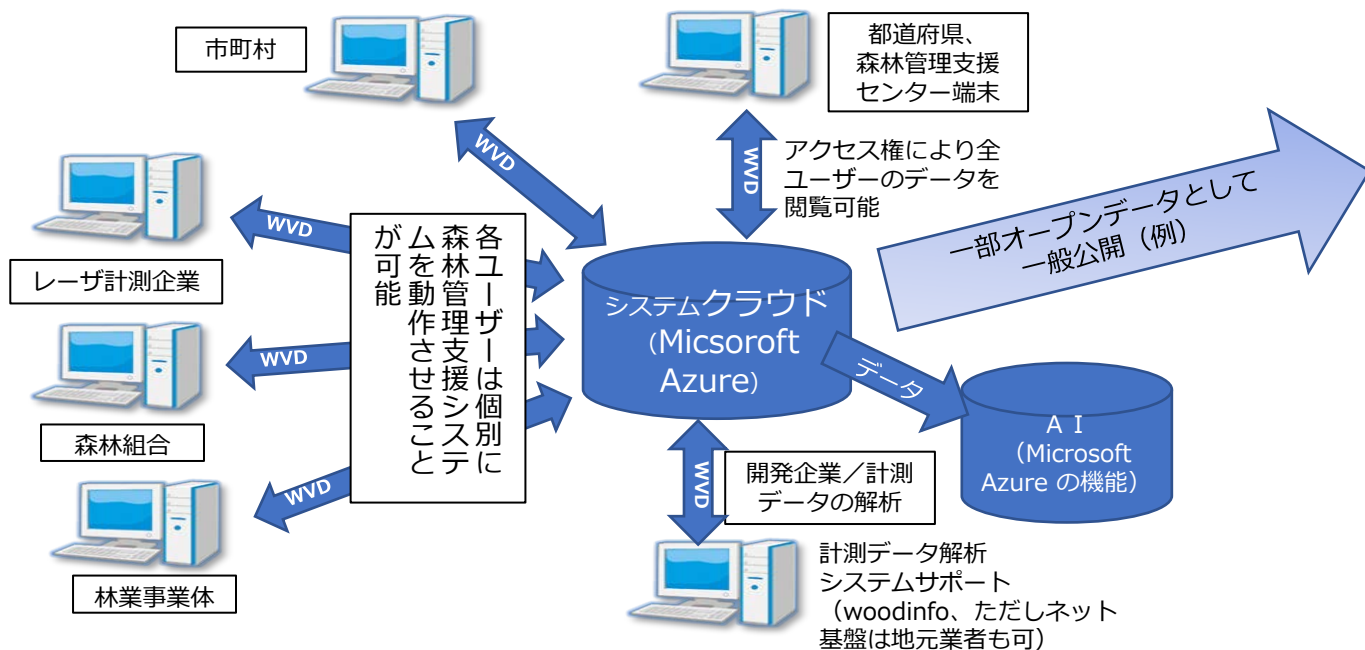 市町村
都道府県、
森林管理支援
センター端末
WVD
WVD
アクセス権により全
ユーザーのデータを
閲覧可能
一部オープンデータとして
一般公開（例）
レーザ計測企業
WVD
森林組合
WVD
林業事業体
WVD
各ユーザーは個別に
森林管理支援システ
ムを動作させること
が可能
システムクラウド
（Micsoroft
Azure）
データ
ＡＩ
（Microsoft
Azure の機能）
WVD
開発企業／計測
データの解析
計測データ解析
システムサポート
（woodinfo、ただしネット
基盤は地元業者も可）